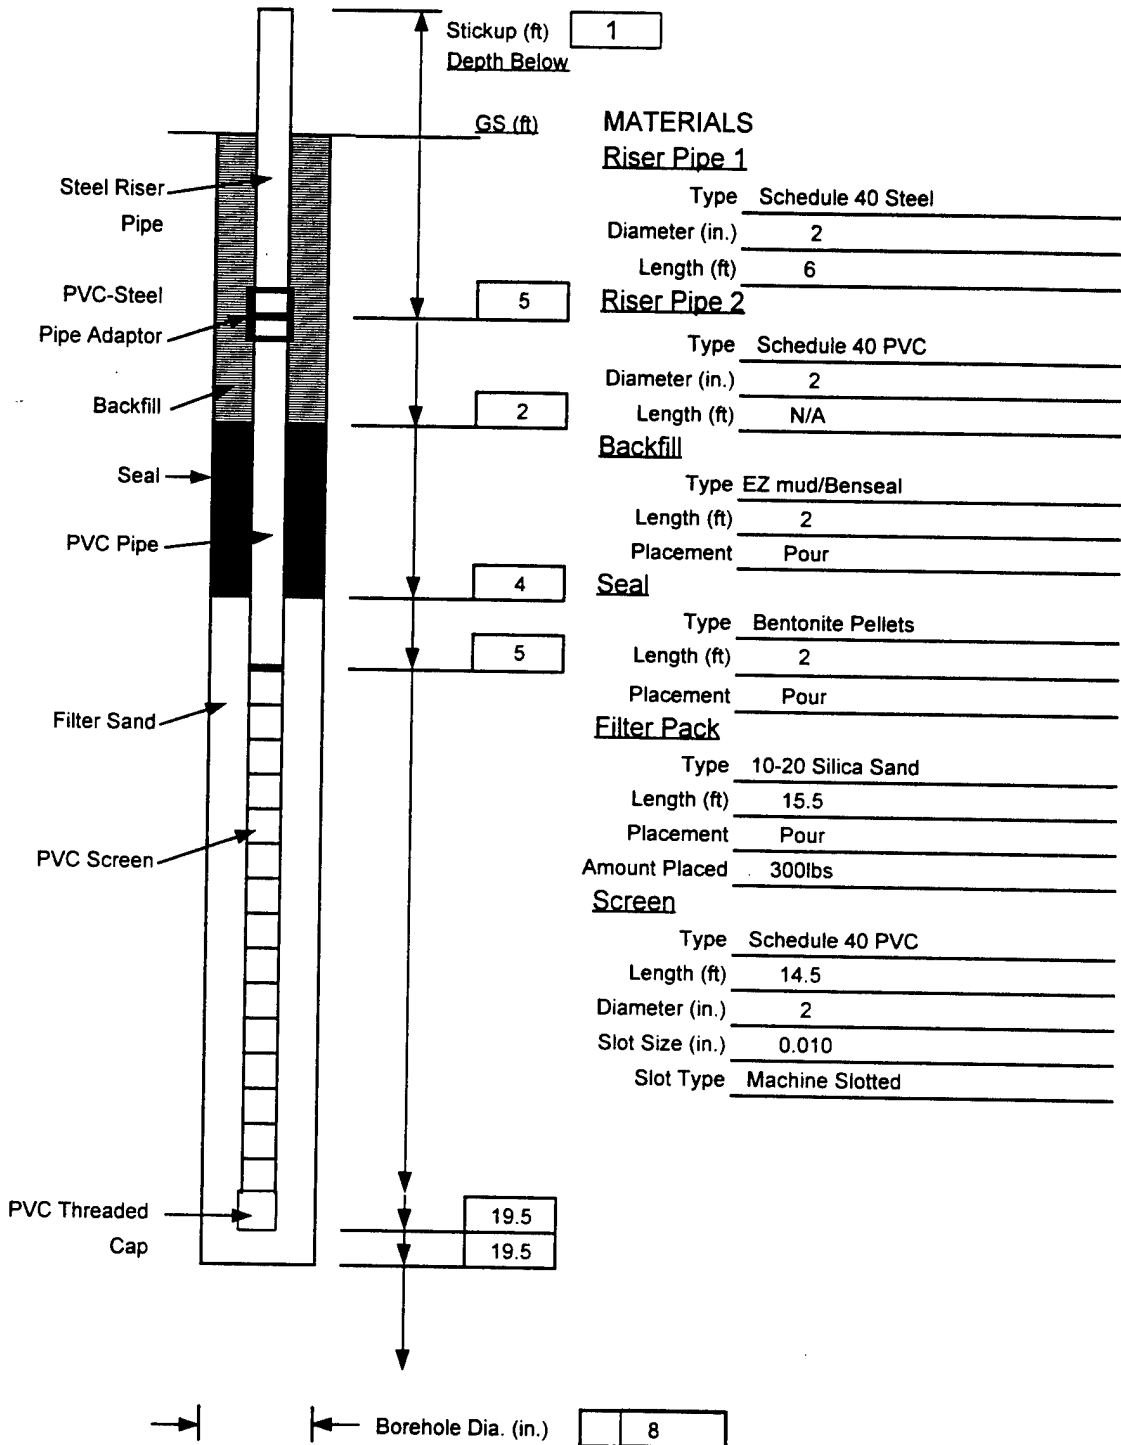 Stickup (ft) 1
Depth Below
GS (ft)
Steel Riser
Pipe
PVC-Steel
Pipe Adaptor
5
Backfill
2
Seal
PVC Pipe
4
5
Filter Sand
PVC Screen
PVC Threaded
Cap
19.5
19.5
Borehole Dia. (in.) 8
MATERIALS
Riser Pipe 1
Type Schedule 40 Steel
Diameter (in.) 2
Length (ft) 6
Riser Pipe 2
Type Schedule 40 PVC
Diameter (in.) 2
Length (ft) N/A
Backfill
Type EZ mud/Benseal
Length (ft) 2
Placement Pour
Seal
Type Bentonite Pellets
Length (ft) 2
Placement Pour
Filter Pack
Type 10-20 Silica Sand
Length (ft) 15.5
Placement Pour
Amount Placed 300lbs
Screen
Type Schedule 40 PVC
Length (ft) 14.5
Diameter (in.) 2
Slot Size (in.) 0.010
Slot Type Machine Slotted